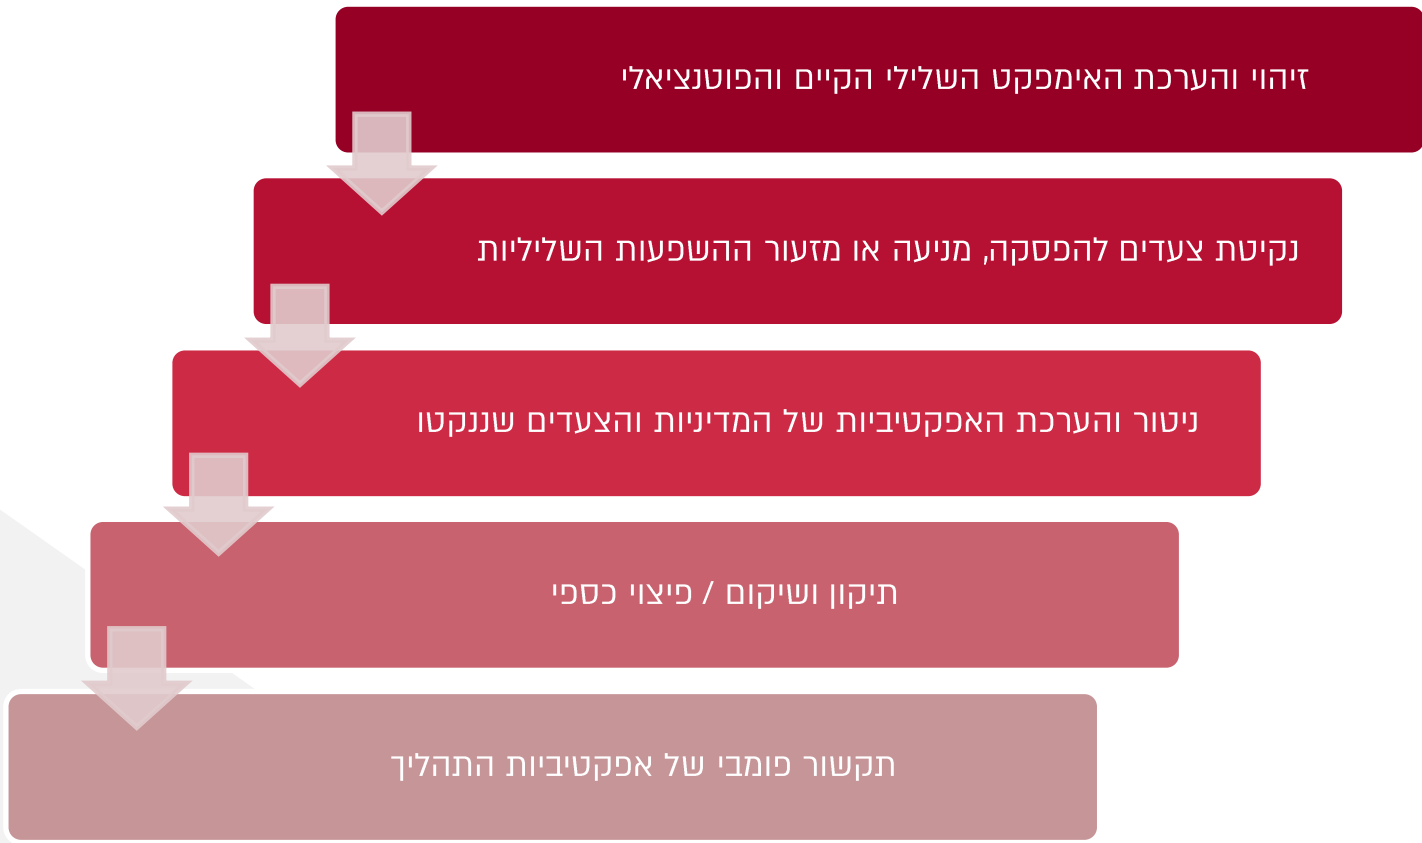 זיהוי והערכת האימפקט השלילי הקיים והפוטנציאלי
נקיטת צעדים להפסקה, מניעה או מזעור ההשפעות השליליות
ניטור והערכת האפקטיביות של המדיניות והצעדים שננקטו
תיקון ושיקום / פיצוי כספי
תקשור פומבי של אפקטיביות התהליך